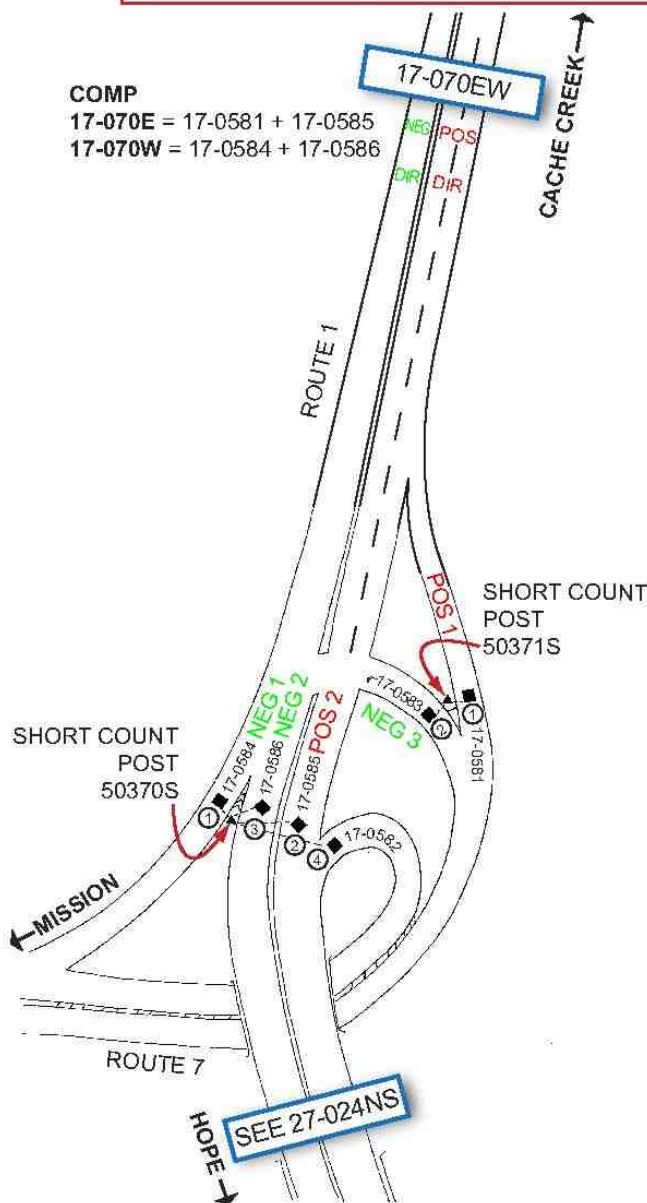 17-070EW
CACHE CREEK
COMP
17-070E = 17-0581 + 17-0585
17-070W = 17-0584 + 17-0586
NEG
POS
DIR
DIR
ROUTE 1
POS 1
SHORT COUNT
POST
50371S
17-0583
NEG 3
2
1
17-0581
NEG 1
NEG 2
POS 2
17-0584
17-0586
17-0585
SHORT COUNT
POST
50370S
1
3
2
4
17-0582
MISSION
ROUTE 7
SEE 27-024NS
HOPE